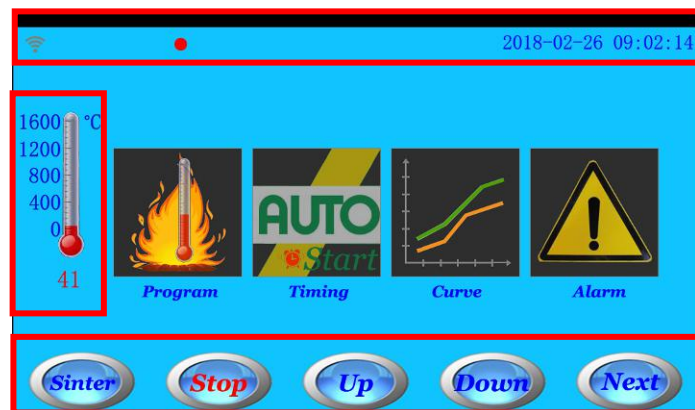 2018-02-26 09:02:14
1600 ℃
1200
800
400
0
41
AUTO
Start
Program Timing Curve Alarm
Sinter Stop Up Down Next